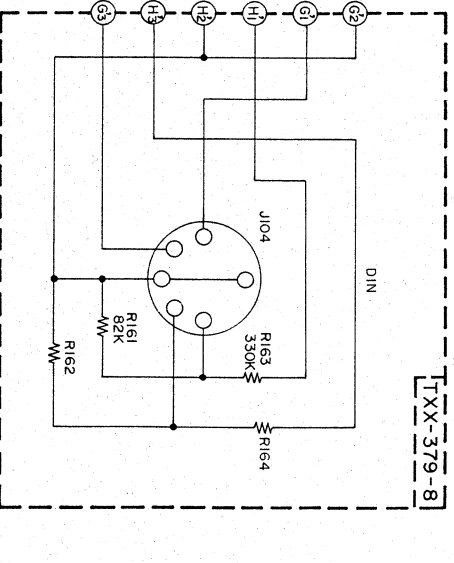 G3'
H3'
H2'
H1'
G1'
G2'
J104
DIN
R161
82K
R162
R163
330K
R164
TXX-379-8